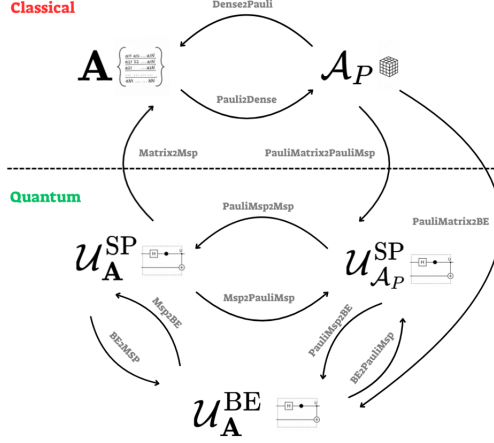 Classical
Dense2Pauli
A
𝒜_P
Pauli2Dense
Matrix2Msp
PauliMatrix2PauliMsp
Quantum
PauliMsp2Msp
PauliMatrix2BE
𝒰_A^SP
H
𝒰_{𝒜_P}^SP
H
Msp2PauliMsp
Msp2BE
BE2MSP
PauliMsp2BE
BE2PauliMsp
𝒰_A^BE
H